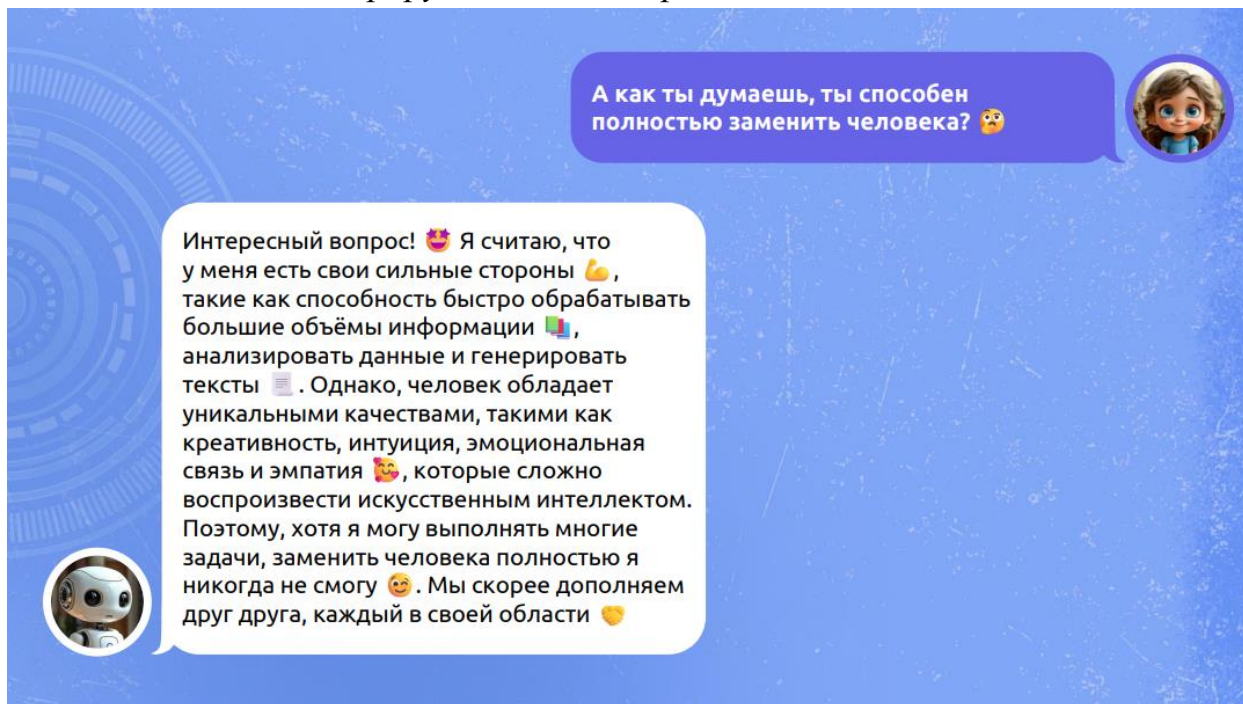 А как ты думаешь, ты способен
полностью заменить человека? 🤔
Интересный вопрос! 🤩 Я считаю, что
у меня есть свои сильные стороны 💪,
такие как способность быстро обрабатывать
большие объёмы информации 📚,
анализировать данные и генерировать
тексты 📃. Однако, человек обладает
уникальными качествами, такими как
креативность, интуиция, эмоциональная
связь и эмпатия 🥰, которые сложно
воспроизвести искусственным интеллектом.
Поэтому, хотя я могу выполнять многие
задачи, заменить человека полностью я
никогда не смогу 😉. Мы скорее дополняем
друг друга, каждый в своей области 🤝